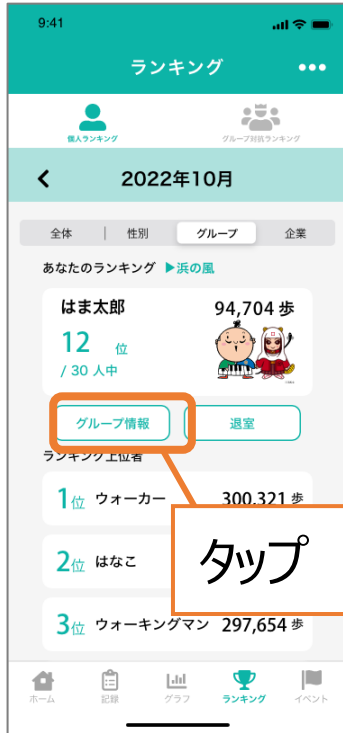 9:41
ランキング
個人ランキング
グループ対抗ランキング
2022年10月
全体 | 性別 グループ 企業
あなたのランキング ▶浜の風
はま太郎
94,704 歩
12 位
/ 30 人中
グループ情報
退室
ランキング上位者
1位 ウォーカー 300,321 歩
2位 はなこ
3位 ウォーキングマン 297,654 歩
タップ
ホーム 記録 グラフ ランキング イベント